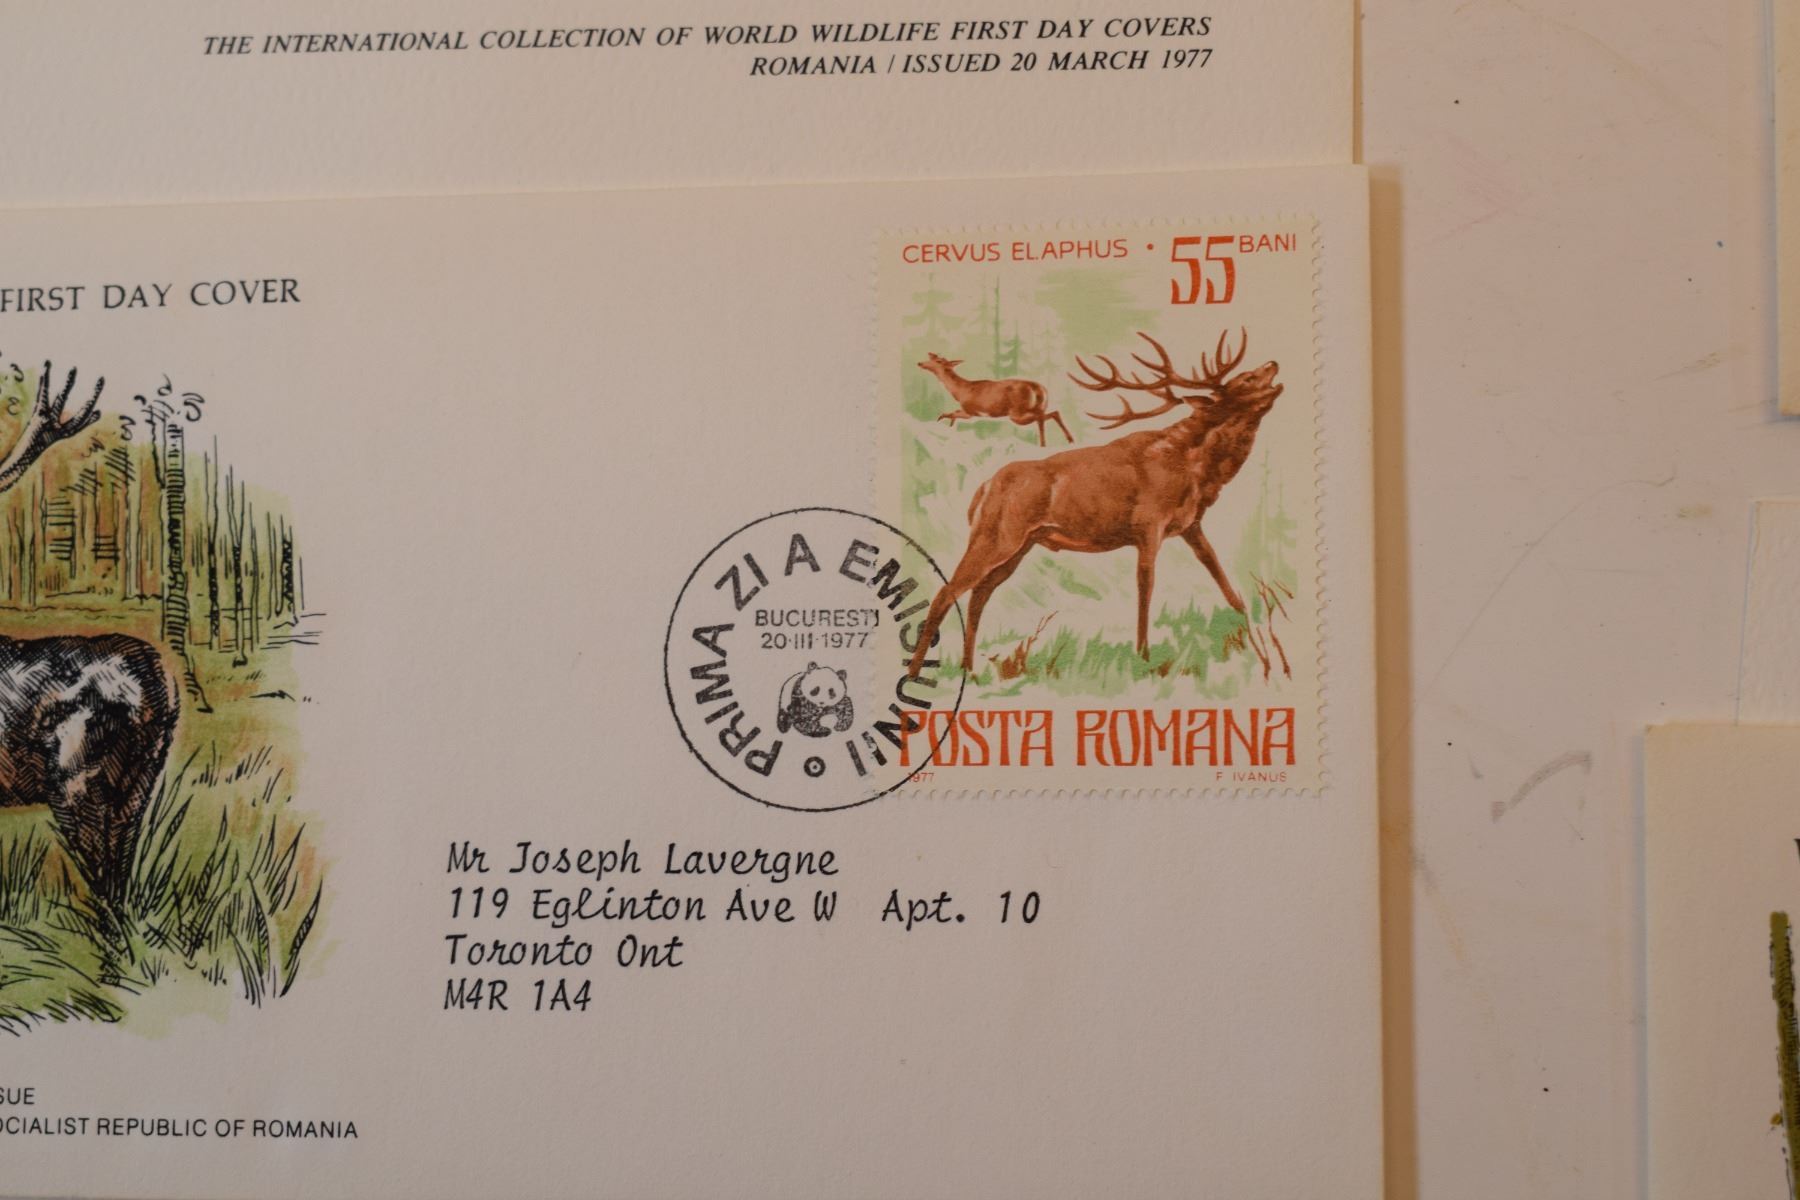 THE INTERNATIONAL COLLECTION OF WORLD WILDLIFE FIRST DAY COVERS
ROMANIA / ISSUED 20 MARCH 1977
FIRST DAY COVER
CERVUS ELAPHUS • 55 BANI
PRIMA ZI A EMISIUNII
BUCURESTI
20·III·1977
POSTA ROMANA
1977 F IVANUS
Mr Joseph Lavergne
119 Eglinton Ave W Apt. 10
Toronto Ont
M4R 1A4
SUE
OCIALIST REPUBLIC OF ROMANIA